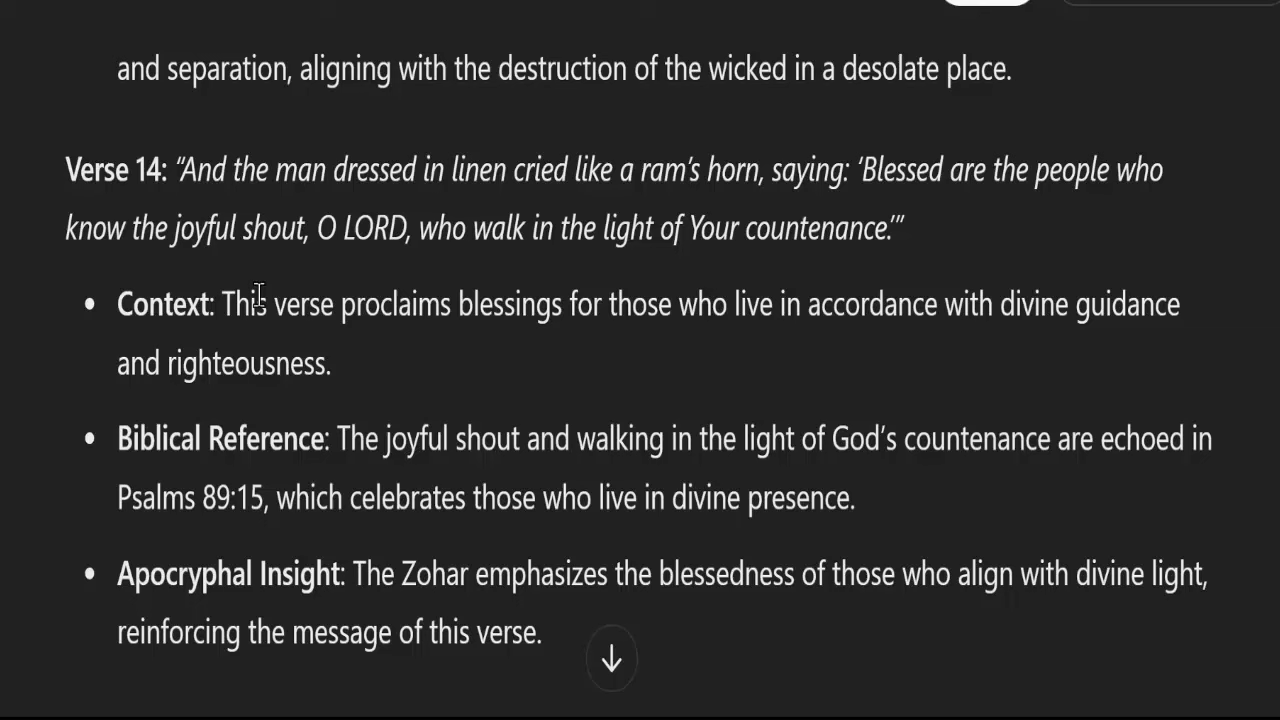 and separation, aligning with the destruction of the wicked in a desolate place.
Verse 14: “And the man dressed in linen cried like a ram’s horn, saying: ‘Blessed are the people who
know the joyful shout, O LORD, who walk in the light of Your countenance.’”
• Context: This verse proclaims blessings for those who live in accordance with divine guidance
and righteousness.
• Biblical Reference: The joyful shout and walking in the light of God’s countenance are echoed in
Psalms 89:15, which celebrates those who live in divine presence.
• Apocryphal Insight: The Zohar emphasizes the blessedness of those who align with divine light,
reinforcing the message of this verse.